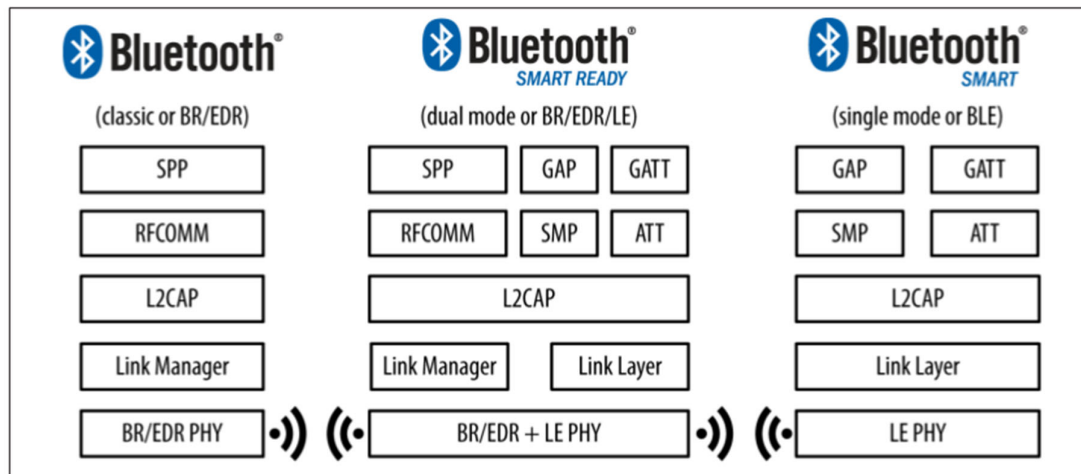 Bluetooth® Bluetooth® Bluetooth®
SMART READY SMART
(classic or BR/EDR) (dual mode or BR/EDR/LE) (single mode or BLE)
SPP SPP GAP GATT GAP GATT
RFCOMM RFCOMM SMP ATT SMP ATT
L2CAP L2CAP L2CAP
Link Manager Link Manager Link Layer Link Layer
BR/EDR PHY BR/EDR + LE PHY LE PHY